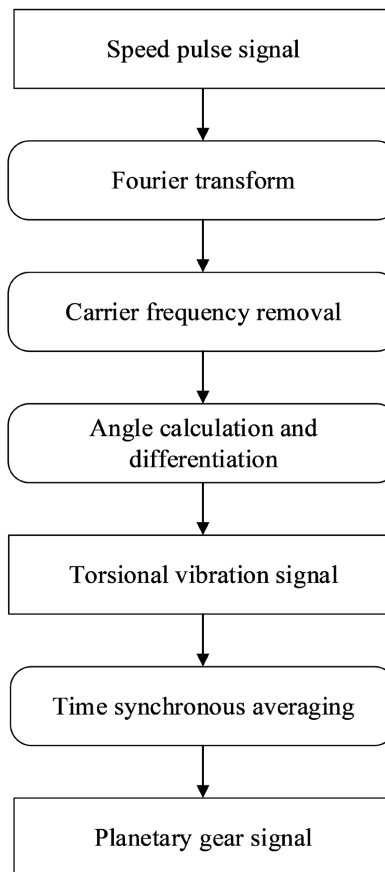 Speed pulse signal
Fourier transform
Carrier frequency removal
Angle calculation and
differentiation
Torsional vibration signal
Time synchronous averaging
Planetary gear signal